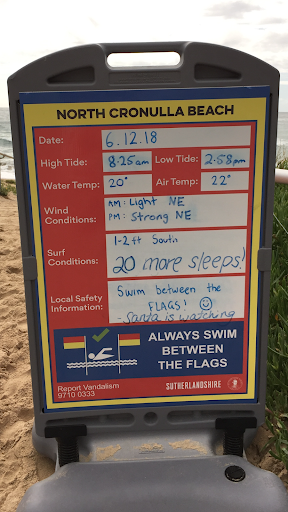 NORTH CRONULLA BEACH
Date: 6.12.18
High Tide: 8.25am Low Tide: 2.58pm
Water Temp: 20° Air Temp: 22°
Wind Conditions: AM: Light NE
PM: Strong NE
Surf Conditions: 1-2ft South
20 more sleeps!
Local Safety Information: Swim between the
FLAGS! ☺
- Santa is watching
ALWAYS SWIM
BETWEEN
THE FLAGS
Report Vandalism
9710 0333
SUTHERLANDSHIRE